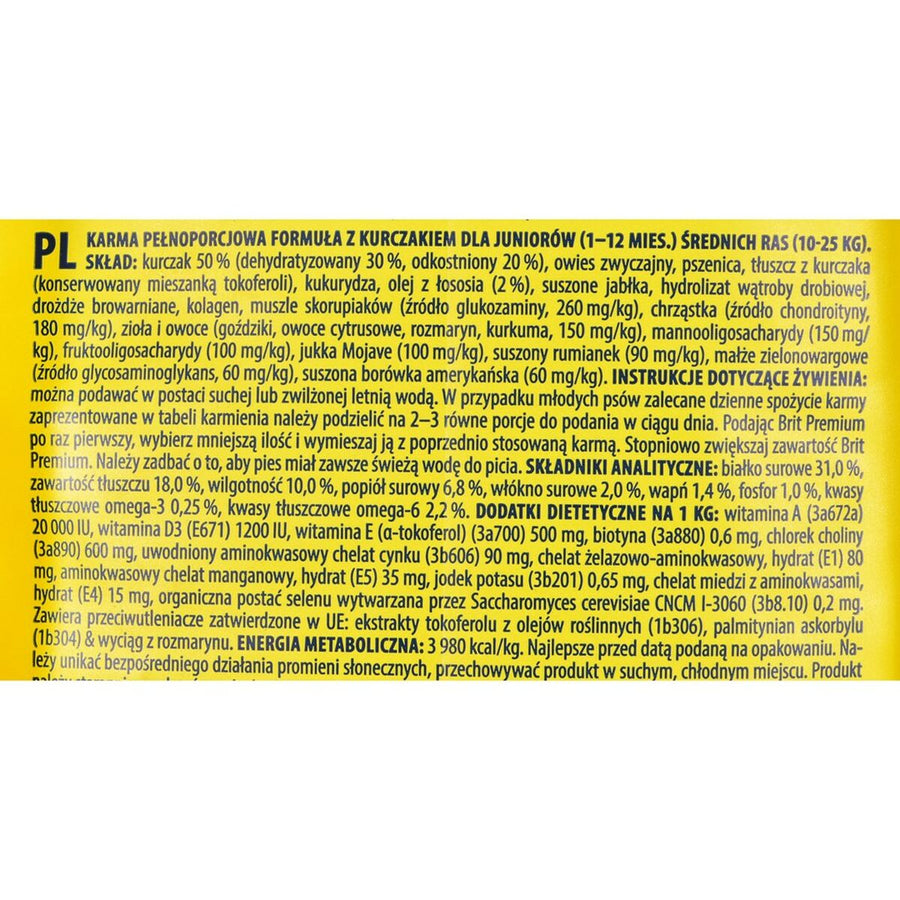 PL KARMA PEŁNOPORCJOWA FORMUŁA Z KURCZAKIEM DLA JUNIORÓW (1–12 MIES.) ŚREDNICH RAS (10-25 KG).
SKŁAD: kurczak 50 % (dehydratyzowany 30 %, odkostniony 20 %), owies zwyczajny, pszenica, tłuszcz z kurczaka
(konserwowany mieszanką tokoferoli), kukurydza, olej z łososia (2 %), suszone jabłka, hydrolizat wątroby drobiowej,
drożdże browarniane, kolagen, muszle skorupiaków (źródło glukozaminy, 260 mg/kg), chrząstka (źródło chondroityny,
180 mg/kg), zioła i owoce (goździki, owoce cytrusowe, rozmaryn, kurkuma, 150 mg/kg), mannooligosacharydy (150 mg/
kg), fruktooligosacharydy (100 mg/kg), jukka Mojave (100 mg/kg), suszony rumianek (90 mg/kg), małże zielonowargowe
(źródło glycosaminoglykans, 60 mg/kg), suszona borówka amerykańska (60 mg/kg). INSTRUKCJE DOTYCZĄCE ŻYWIENIA:
można podawać w postaci suchej lub zwilżonej letnią wodą. W przypadku młodych psów zalecane dzienne spożycie karmy
zaprezentowane w tabeli karmienia należy podzielić na 2–3 równe porcje do podania w ciągu dnia. Podając Brit Premium
po raz pierwszy, wybierz mniejszą ilość i wymieszaj ją z poprzednio stosowaną karmą. Stopniowo zwiększaj zawartość Brit
Premium. Należy zadbać o to, aby pies miał zawsze świeżą wodę do picia. SKŁADNIKI ANALITYCZNE: białko surowe 31,0 %,
zawartość tłuszczu 18,0 %, wilgotność 10,0 %, popiół surowy 6,8 %, włókno surowe 2,0 %, wapń 1,4 %, fosfor 1,0 %, kwasy
tłuszczowe omega-3 0,25 %, kwasy tłuszczowe omega-6 2,2 %. DODATKI DIETETYCZNE NA 1 KG: witamina A (3a672a)
20 000 IU, witamina D3 (E671) 1200 IU, witamina E (α-tokoferol) (3a700) 500 mg, biotyna (3a880) 0,6 mg, chlorek choliny
(3a890) 600 mg, uwodniony aminokwasowy chelat cynku (3b606) 90 mg, chelat żelazowo-aminokwasowy, hydrat (E1) 80
mg, aminokwasowy chelat manganowy, hydrat (E5) 35 mg, jodek potasu (3b201) 0,65 mg, chelat miedzi z aminokwasami,
hydrat (E4) 15 mg, organiczna postać selenu wytwarzana przez Saccharomyces cerevisiae CNCM I-3060 (3b8.10) 0,2 mg.
Zawiera przeciwutleniacze zatwierdzone w UE: ekstrakty tokoferolu z olejów roślinnych (1b306), palmitynian askorbylu
(1b304) & wyciąg z rozmarynu. ENERGIA METABOLICZNA: 3 980 kcal/kg. Najlepsze przed datą podaną na opakowaniu. Na-
leży unikać bezpośredniego działania promieni słonecznych, przechowywać produkt w suchym, chłodnym miejscu. Produkt